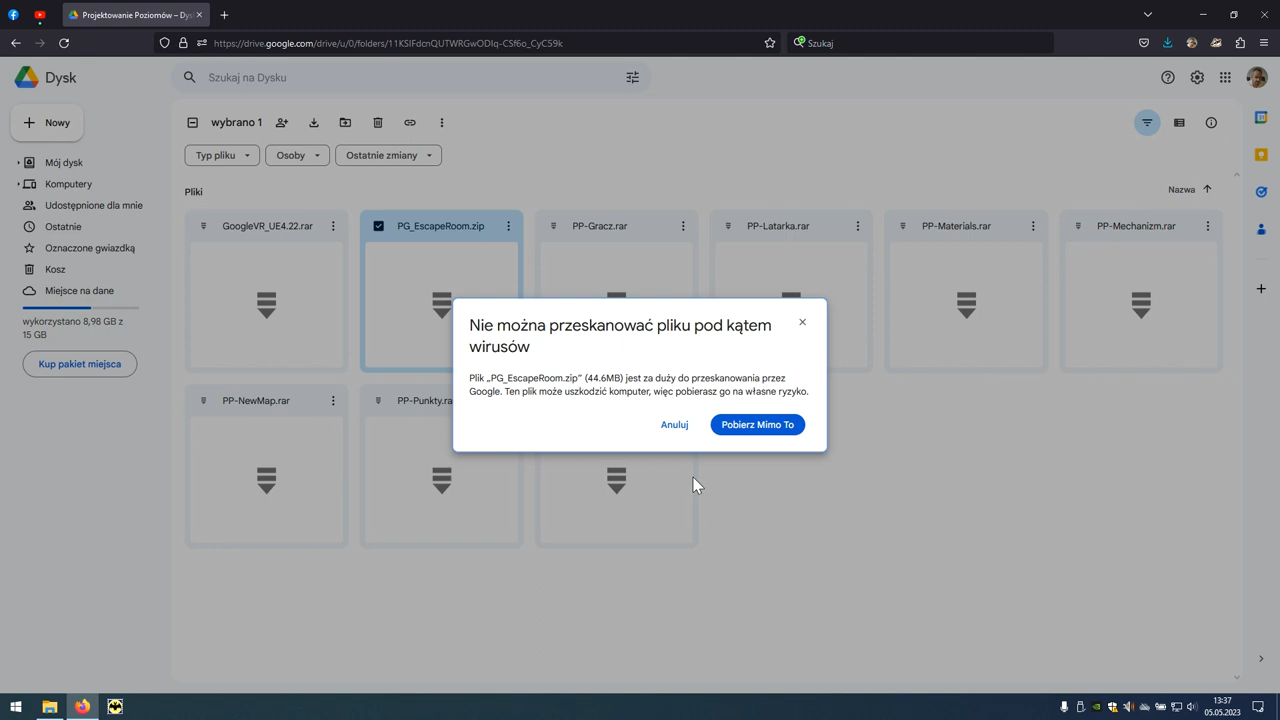 Projektowanie Poziomów – Dys
https://drive.google.com/drive/u/0/folders/11KSIFdcnQUTWRGwODIq-CSf6o_CyC59k
Szukaj
Dysk
Szukaj na Dysku
Nowy
wybrano 1
Typ pliku
Osoby
Ostatnie zmiany
Mój dysk
Komputery
Udostępnione dla mnie
Ostatnie
Oznaczone gwiazdką
Kosz
Miejsce na dane
wykorzystano 8,98 GB z
15 GB
Kup pakiet miejsca
Pliki
Nazwa
GoogleVR_UE4.22.rar
PG_EscapeRoom.zip
PP-Gracz.rar
PP-Latarka.rar
PP-Materials.rar
PP-Mechanizm.rar
Nie można przeskanować pliku pod kątem
wirusów
Plik „PG_EscapeRoom.zip” (44.6MB) jest za duży do przeskanowania przez
Google. Ten plik może uszkodzić komputer, więc pobierasz go na własne ryzyko.
Anuluj
Pobierz Mimo To
PP-NewMap.rar
PP-Punkty.ra
13:37
05.05.2023